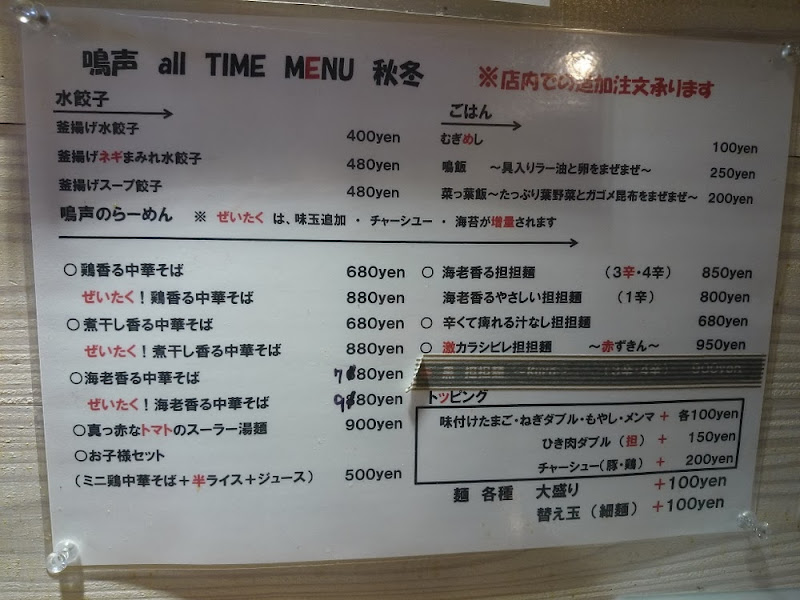 鳴声 all TIME MENU 秋冬
※店内での追加注文承ります
水餃子
釜揚げ水餃子 400yen
釜揚げネギまみれ水餃子 480yen
釜揚げスープ餃子 480yen
ごはん
むぎめし 100yen
鳴飯 ～具入りラー油と卵をまぜまぜ～ 250yen
菜っ葉飯～たっぷり葉野菜とガゴメ昆布をまぜまぜ～ 200yen
鳴声のらーめん ※ ぜいたく は、味玉追加 ・ チャーシュー ・ 海苔が増量されます
○鶏香る中華そば 680yen
ぜいたく！鶏香る中華そば 880yen
○煮干し香る中華そば 680yen
ぜいたく！煮干し香る中華そば 880yen
○海老香る中華そば 780yen
ぜいたく！海老香る中華そば 980yen
○真っ赤なトマトのスーラー湯麺 900yen
○お子様セット
（ミニ鶏中華そば＋半ライス＋ジュース） 500yen
○ 海老香る担担麺 （3辛・4辛） 850yen
海老香るやさしい担担麺 （1辛） 800yen
○ 辛くて痺れる汁なし担担麺 680yen
○ 激カラシビレ担担麺 ～赤ずきん～ 950yen
トッピング
味付けたまご・ねぎダブル・もやし・メンマ ＋ 各100yen
ひき肉ダブル（担） ＋ 150yen
チャーシュー（豚・鶏） ＋ 200yen
麺 各種 大盛り ＋100yen
替え玉（細麺） ＋100yen